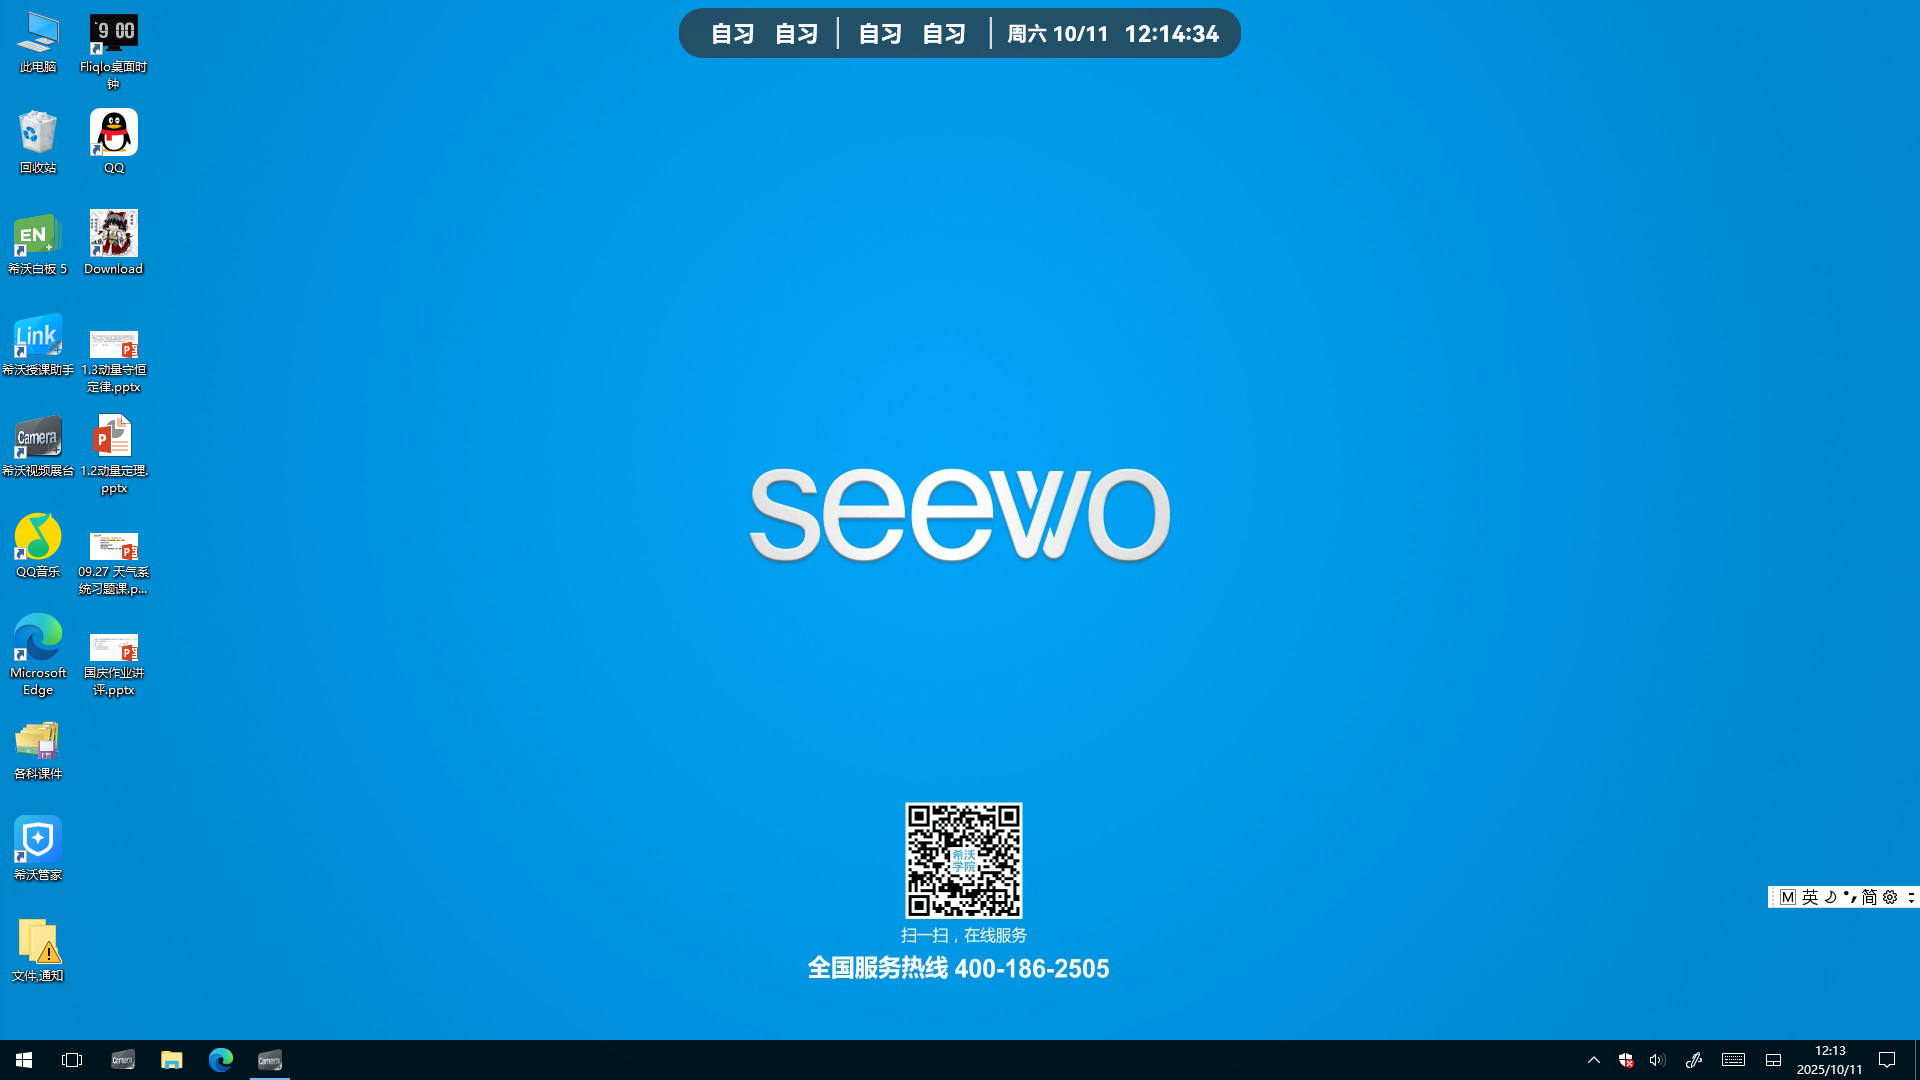 自习 自习 自习 自习 周六 10/11 12:14:34
此电脑
Fliqlo桌面时
钟
回收站
QQ
EN
希沃白板 5
Download
Link
希沃授课助手
1.3动量守恒
定律.pptx
Camera
希沃视频展台
1.2动量定理.
pptx
QQ音乐
09.27 天气系
统习题课.p...
Microsoft
Edge
国庆作业讲
评.pptx
各科课件
希沃管家
文件,通知
seewo
希沃
学院
扫一扫，在线服务
全国服务热线 400-186-2505
M 英 简
Camera
Camera
12:13
2025/10/11